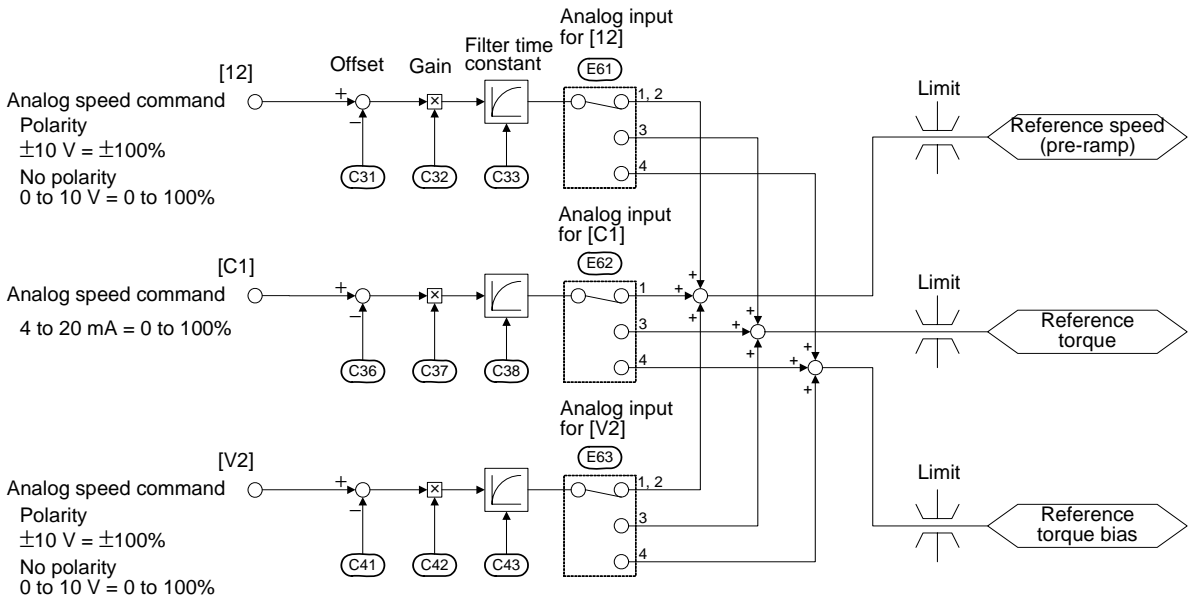 Analog input
for [12]
Filter time
constant
Offset
Gain
E61
[12]
Analog speed command
Polarity
±10 V = ±100%
No polarity
0 to 10 V = 0 to 100%
+
−
C31
C32
C33
1, 2
3
4
Limit
Reference speed
(pre-ramp)
Analog input
for [C1]
E62
[C1]
Analog speed command
4 to 20 mA = 0 to 100%
+
−
C36
C37
C38
1
3
4
+
+
+
+
+
+
+
+
+
Limit
Reference
torque
Analog input
for [V2]
E63
[V2]
Analog speed command
Polarity
±10 V = ±100%
No polarity
0 to 10 V = 0 to 100%
+
−
C41
C42
C43
1, 2
3
4
Limit
Reference
torque bias